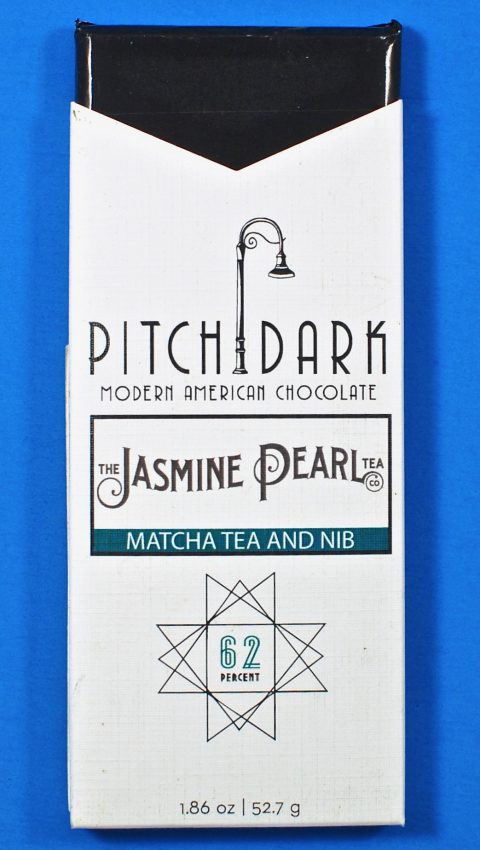 PITCH DARK
MODERN AMERICAN CHOCOLATE
THE JASMINE PEARL TEA CO
MATCHA TEA AND NIB
62
PERCENT
1.86 oz | 52.7 g